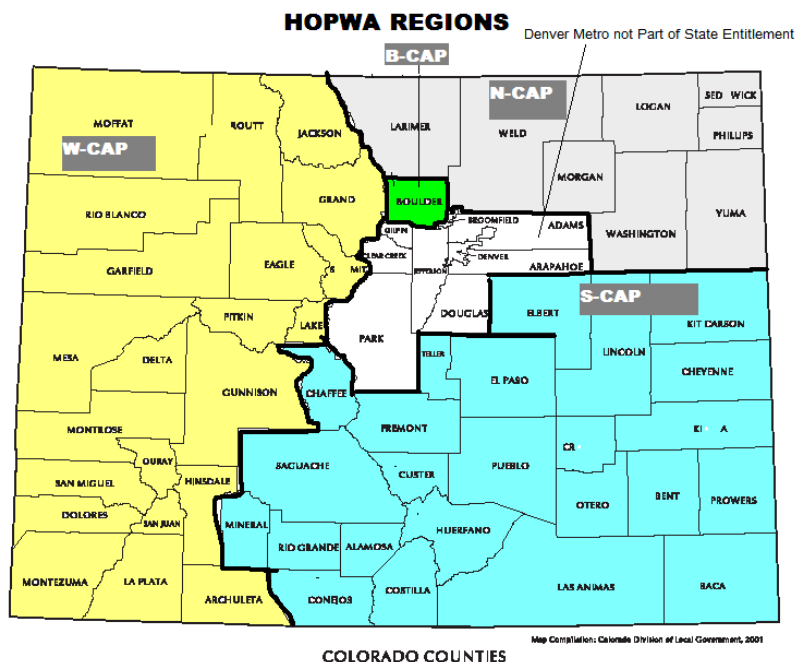 HOPWA REGIONS
Denver Metro not Part of State Entitlement
B-CAP
N-CAP
W-CAP
S-CAP
MOFFAT
ROUTT
JACKSON
LARIMER
WELD
LOGAN
SED WICK
PHILLIPS
MORGAN
RIO BLANCO
GRAND
BOULDER
BROOMFIELD
ADAMS
WASHINGTON
YUMA
GILPIN
CLEAR CREEK
JEFFERSON
DENVER
ARAPAHOE
GARFIELD
EAGLE
S MIT
PITKIN
LAKE
PARK
DOUGLAS
ELBERT
KIT CARSON
LINCOLN
MESA
DELTA
GUNNISON
CHAFFEE
TELLER
EL PASO
CHEYENNE
MONTROSE
FREMONT
KI A
CR
OURAY
SAN MIGUEL
HINSDALE
SAGUACHE
CUSTER
PUEBLO
OTERO
BENT
PROWERS
DOLORES
SAN JUAN
MINERAL
RIO GRANDE
ALAMOSA
HUERFANO
MONTEZUMA
LA PLATA
ARCHULETA
CONEJOS
COSTILLA
LAS ANIMAS
BACA
Map Compilation: Colorado Division of Local Government, 2001
COLORADO COUNTIES